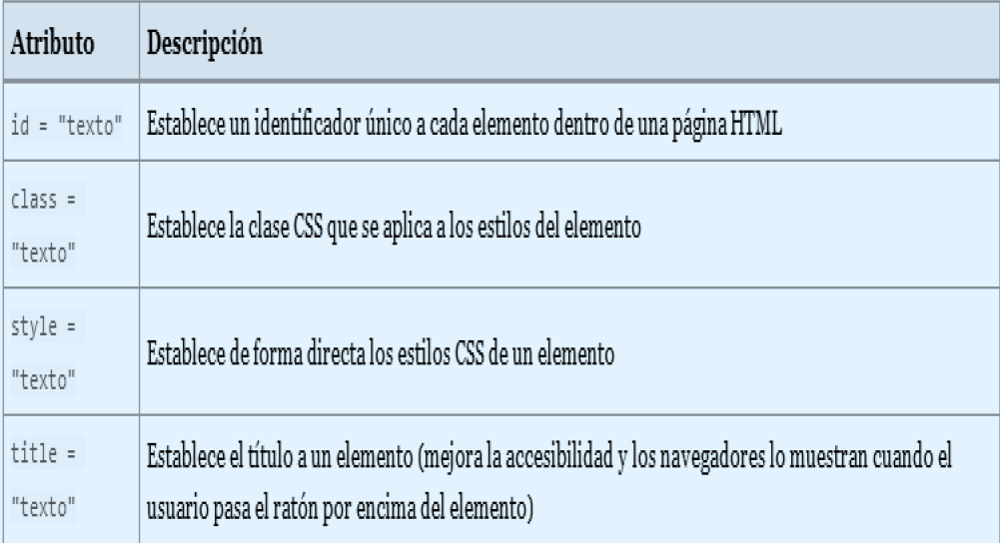 Atributo Descripción
id = "texto" Establece un identificador único a cada elemento dentro de una página HTML
class =
"texto"
Establece la clase CSS que se aplica a los estilos del elemento
style =
"texto"
Establece de forma directa los estilos CSS de un elemento
title =
"texto"
Establece el título a un elemento (mejora la accesibilidad y los navegadores lo muestran cuando el
usuario pasa el ratón por encima del elemento)